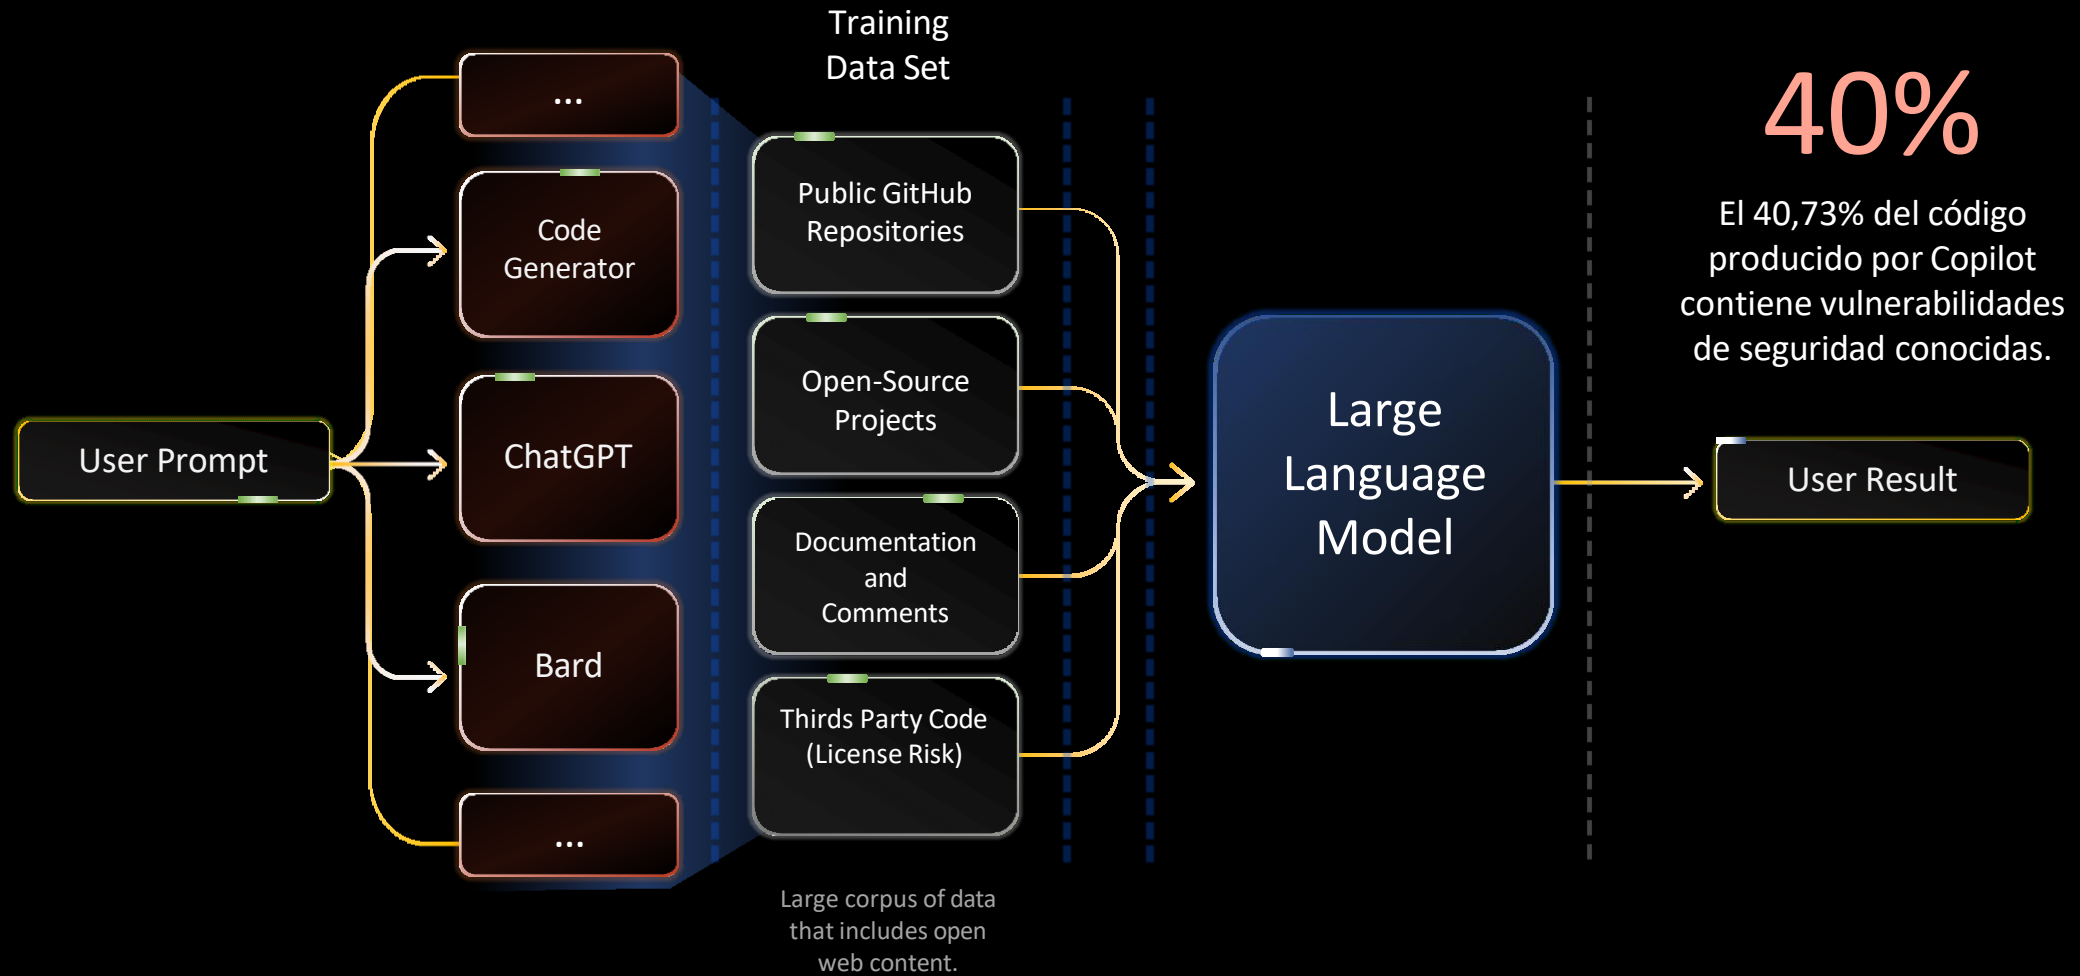 Training
Data Set
...
Code
Generator
ChatGPT
Bard
...
User Prompt
Public GitHub
Repositories
Open-Source
Projects
Documentation
and
Comments
Thirds Party Code
(License Risk)
Large corpus of data
that includes open
web content.
Large
Language
Model
40%
El 40,73% del código
producido por Copilot
contiene vulnerabilidades
de seguridad conocidas.
User Result